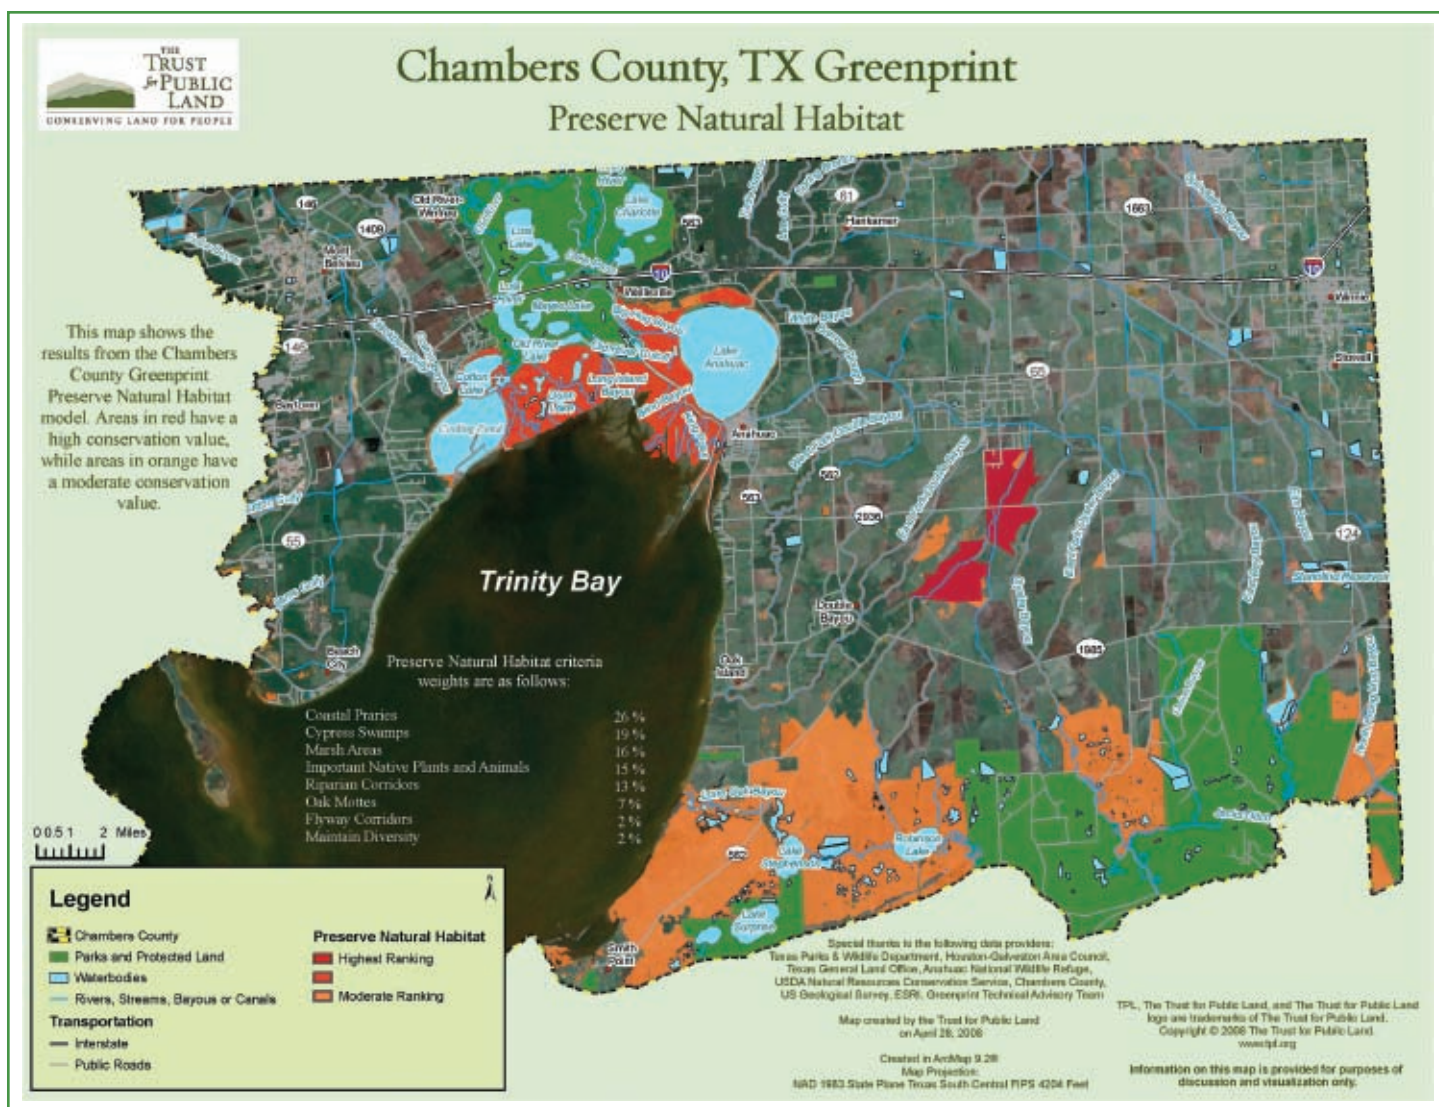 THE
TRUST
for PUBLIC
LAND
CONSERVING LAND FOR PEOPLE
Chambers County, TX Greenprint
Preserve Natural Habitat
This map shows the
results from the Chambers
County Greenprint
Preserve Natural Habitat
model. Areas in red have a
high conservation value,
while areas in orange have
a moderate conservation
value.
146
1409
Old River-
Winfree
Mont
Belvieu
Lost
Lake
Lake
Charlotte
563
61
Hankamer
1663
10
10
Wallisville
Winnie
Stowell
146
Baytown
Old River
Lake
Cotton
Lake
Lake
Anahuac
Long Island
Bayou
Anahuac
65
562
563
2936
55
124
Trinity Bay
Double
Bayou
1985
Oak
Island
Beach
City
Preserve Natural Habitat criteria
weights are as follows:
Coastal Praries 26 %
Cypress Swamps 19 %
Marsh Areas 16 %
Important Native Plants and Animals 15 %
Riparian Corridors 13 %
Oak Mottes 7 %
Flyway Corridors 2 %
Maintain Diversity 2 %
562
Lake
Stephenson
Robinson
Lake
Lake
Surprise
Smith
Point
0 0.5 1 2 Miles
Legend
Chambers County
Parks and Protected Land
Waterbodies
Rivers, Streams, Bayous or Canals
Transportation
Interstate
Public Roads
Preserve Natural Habitat
Highest Ranking
Moderate Ranking
Special thanks to the following data providers:
Texas Parks & Wildlife Department, Houston-Galveston Area Council,
Texas General Land Office, Anahuac National Wildlife Refuge,
USDA Natural Resources Conservation Service, Chambers County,
US Geological Survey, ESRI, Greenprint Technical Advisory Team
Map created by the Trust for Public Land
on April 28, 2008
Created in ArcMap 9.2®
Map Projection:
NAD 1983 State Plane Texas South Central FIPS 4204 Feet
TPL, The Trust for Public Land, and The Trust for Public Land
logo are trademarks of The Trust for Public Land.
Copyright © 2008 The Trust for Public Land.
www.tpl.org
Information on this map is provided for purposes of
discussion and visualization only.